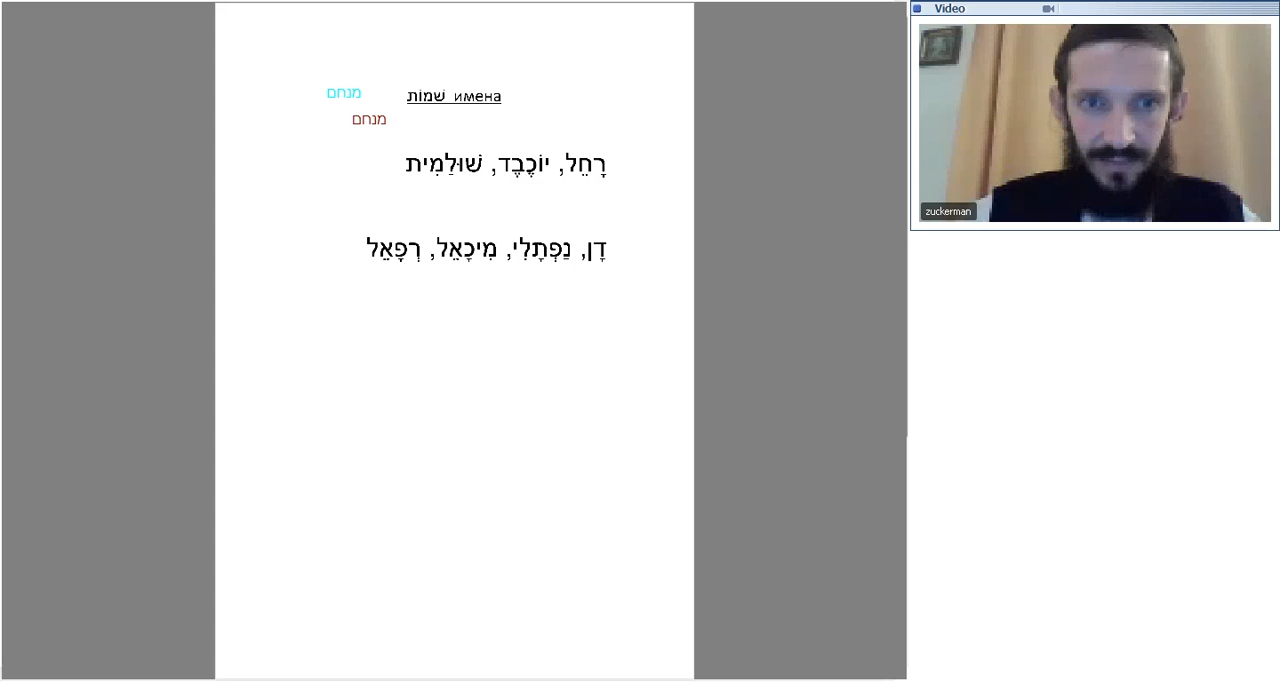 Video
מנחם
שמות имена
מנחם
רָחֵל, יוֹכֶבֶד, שׁוּלַמִית
דָן, נַפְתָלִי, מִיכָאֵל, רְפָאֵל
zuckerman